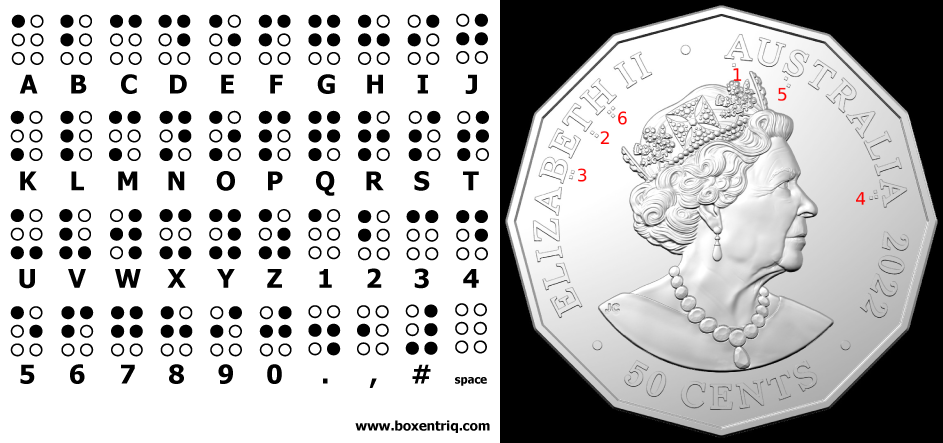 A B C D E F G H I J
K L M N O P Q R S T
U V W X Y Z 1 2 3 4
5 6 7 8 9 0 . , # space
www.boxentriq.com
ELIZABETH II
AUSTRALIA 2022
50 CENTS
1
5
6
2
3
4
JC